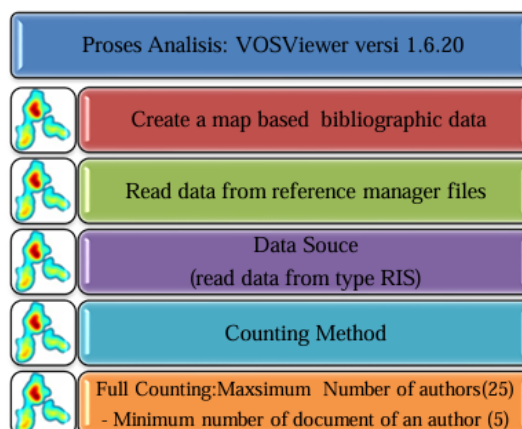 Proses Analisis: VOSViewer versi 1.6.20
Create a map based bibliographic data
Read data from reference manager files
Data Souce
(read data from type RIS)
Counting Method
Full Counting:Maxsimum Number of authors(25)
- Minimum number of document of an author (5)